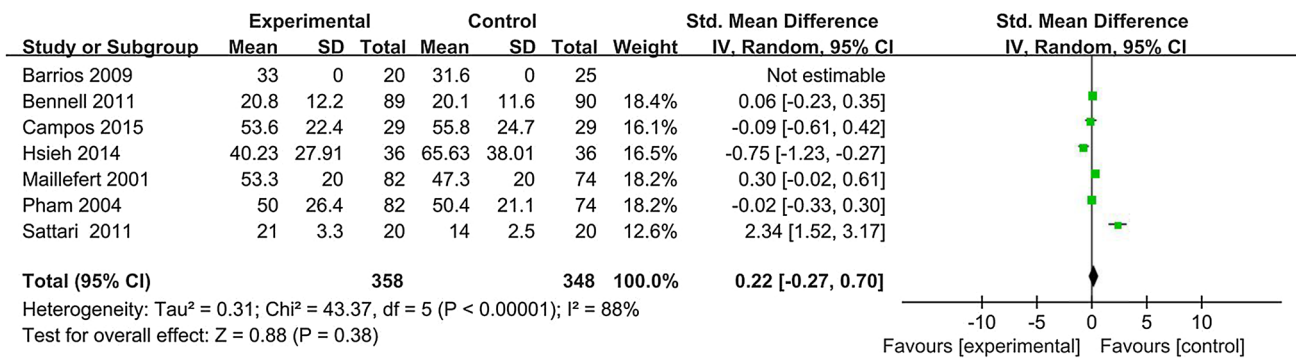 Experimental Control Std. Mean Difference Std. Mean Difference
Study or Subgroup Mean SD Total Mean SD Total Weight IV, Random, 95% CI IV, Random, 95% CI
Barrios 2009 33 0 20 31.6 0 25 Not estimable
Bennell 2011 20.8 12.2 89 20.1 11.6 90 18.4% 0.06 [-0.23, 0.35]
Campos 2015 53.6 22.4 29 55.8 24.7 29 16.1% -0.09 [-0.61, 0.42]
Hsieh 2014 40.23 27.91 36 65.63 38.01 36 16.5% -0.75 [-1.23, -0.27]
Maillefert 2001 53.3 20 82 47.3 20 74 18.2% 0.30 [-0.02, 0.61]
Pham 2004 50 26.4 82 50.4 21.1 74 18.2% -0.02 [-0.33, 0.30]
Sattari 2011 21 3.3 20 14 2.5 20 12.6% 2.34 [1.52, 3.17]
Total (95% CI) 358 348 100.0% 0.22 [-0.27, 0.70]
Heterogeneity: Tau² = 0.31; Chi² = 43.37, df = 5 (P < 0.00001); I² = 88%
Test for overall effect: Z = 0.88 (P = 0.38)
-10 -5 0 5 10
Favours [experimental] Favours [control]